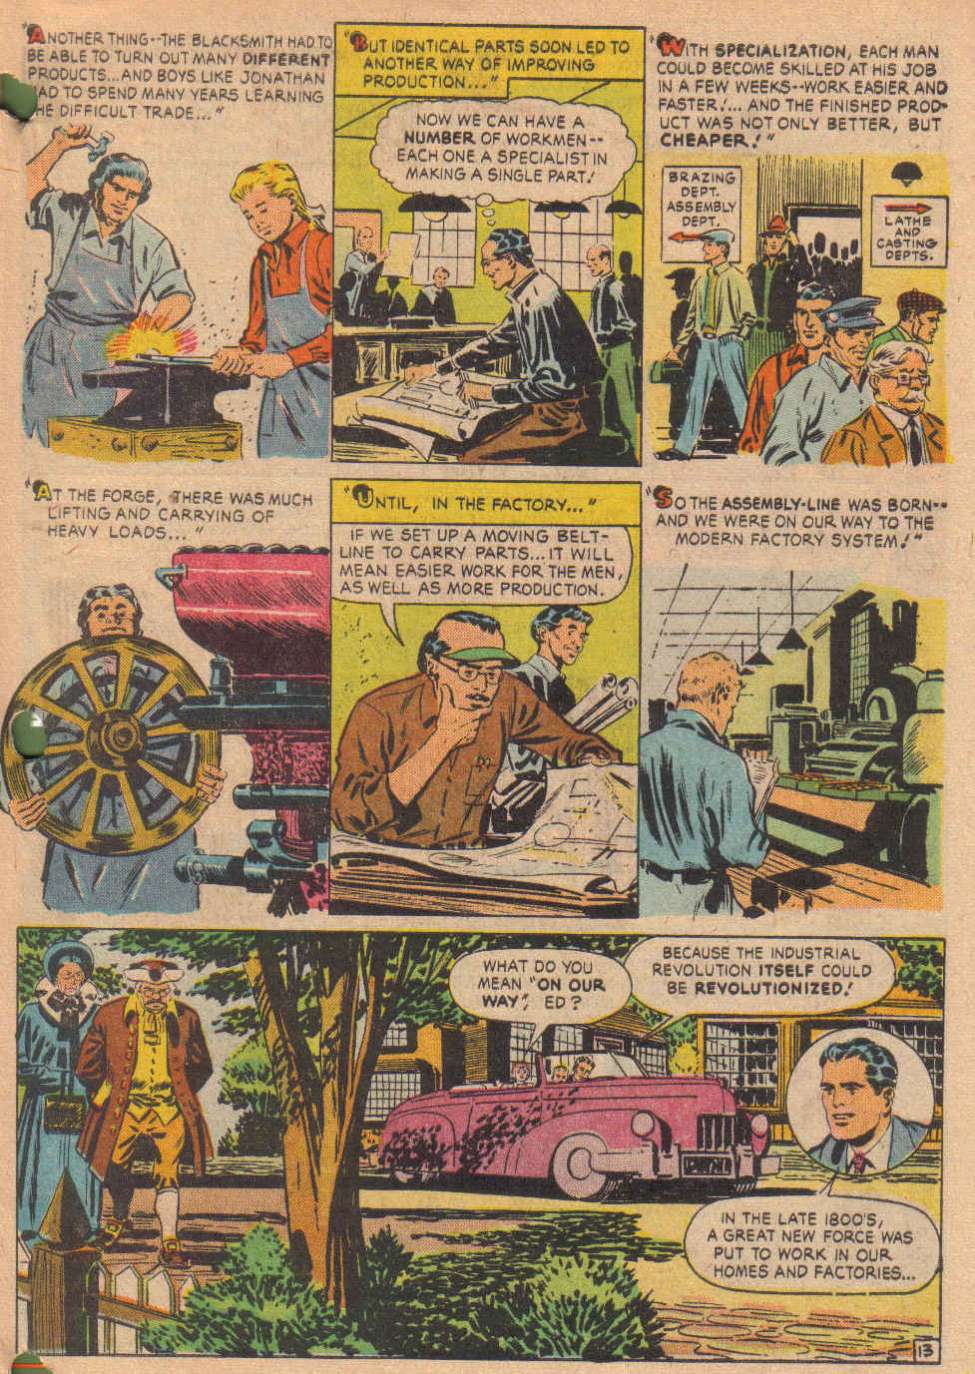 "ANOTHER THING--THE BLACKSMITH HAD TO
BE ABLE TO TURN OUT MANY DIFFERENT
PRODUCTS...AND BOYS LIKE JONATHAN
HAD TO SPEND MANY YEARS LEARNING
THE DIFFICULT TRADE..."
"BUT IDENTICAL PARTS SOON LED TO
ANOTHER WAY OF IMPROVING
PRODUCTION..."
NOW WE CAN HAVE A
NUMBER OF WORKMEN--
EACH ONE A SPECIALIST IN
MAKING A SINGLE PART!
"WITH SPECIALIZATION, EACH MAN
COULD BECOME SKILLED AT HIS JOB
IN A FEW WEEKS--WORK EASIER AND
FASTER!... AND THE FINISHED PROD-
UCT WAS NOT ONLY BETTER, BUT
CHEAPER!"
BRAZING
DEPT.
ASSEMBLY
DEPT.
LATHE
AND
CASTING
DEPTS.
"AT THE FORGE, THERE WAS MUCH
LIFTING AND CARRYING OF
HEAVY LOADS..."
"UNTIL, IN THE FACTORY..."
IF WE SET UP A MOVING BELT-
LINE TO CARRY PARTS...IT WILL
MEAN EASIER WORK FOR THE MEN,
AS WELL AS MORE PRODUCTION.
"SO THE ASSEMBLY-LINE WAS BORN--
AND WE WERE ON OUR WAY TO THE
MODERN FACTORY SYSTEM!"
WHAT DO YOU
MEAN "ON OUR
WAY", ED?
BECAUSE THE INDUSTRIAL
REVOLUTION ITSELF COULD
BE REVOLUTIONIZED!
IN THE LATE 1800'S,
A GREAT NEW FORCE WAS
PUT TO WORK IN OUR
HOMES AND FACTORIES...
13